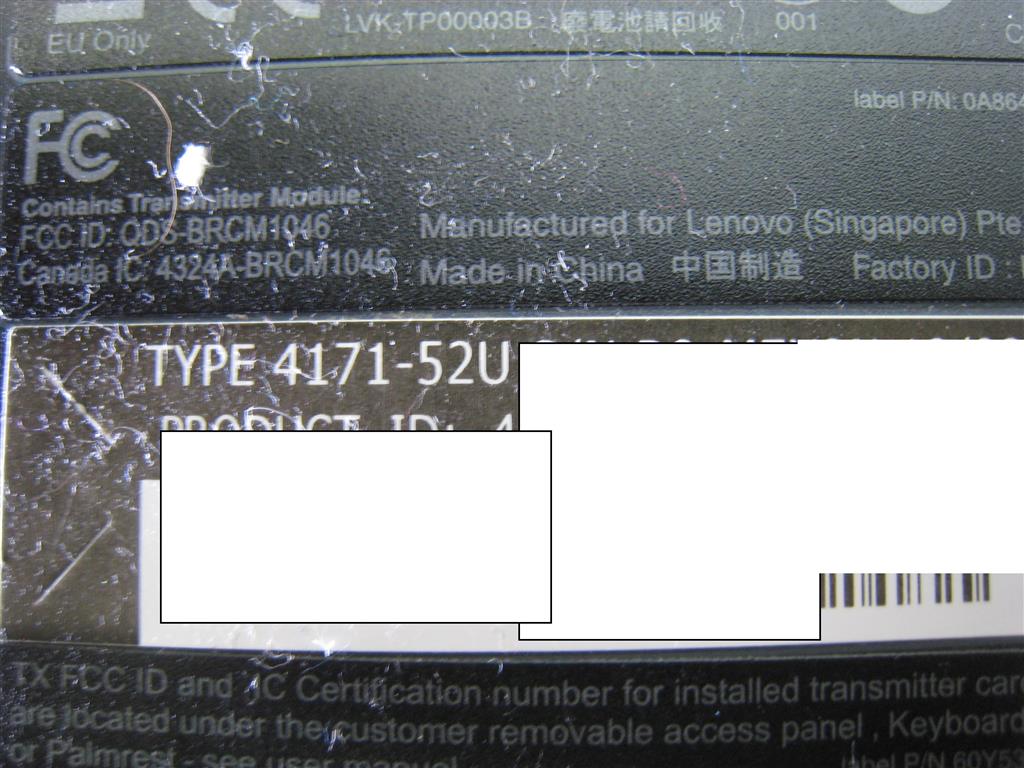 EU Only
LVK-TP00003B 廢電池請回收 001
label P/N: 0A864
FC
Contains Transmitter Module:
FCC ID: QDS-BRCM1046
Canada IC: 4324A-BRCM1046
Manufactured for Lenovo (Singapore) Pte
Made in China 中国制造 Factory ID :
TYPE 4171-52U
PRODUCT ID: 4
TX FCC ID and IC Certification number for installed transmitter card
are located under the customer removable access panel , Keyboard
or Palmrest - see user manual
label P/N 60Y53